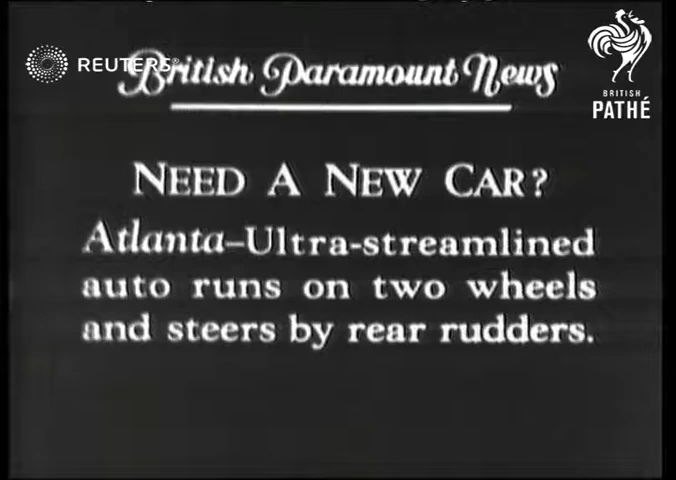 REUTERS
British Paramount News
BRITISH
PATHÉ
NEED A NEW CAR?
Atlanta–Ultra-streamlined
auto runs on two wheels
and steers by rear rudders.